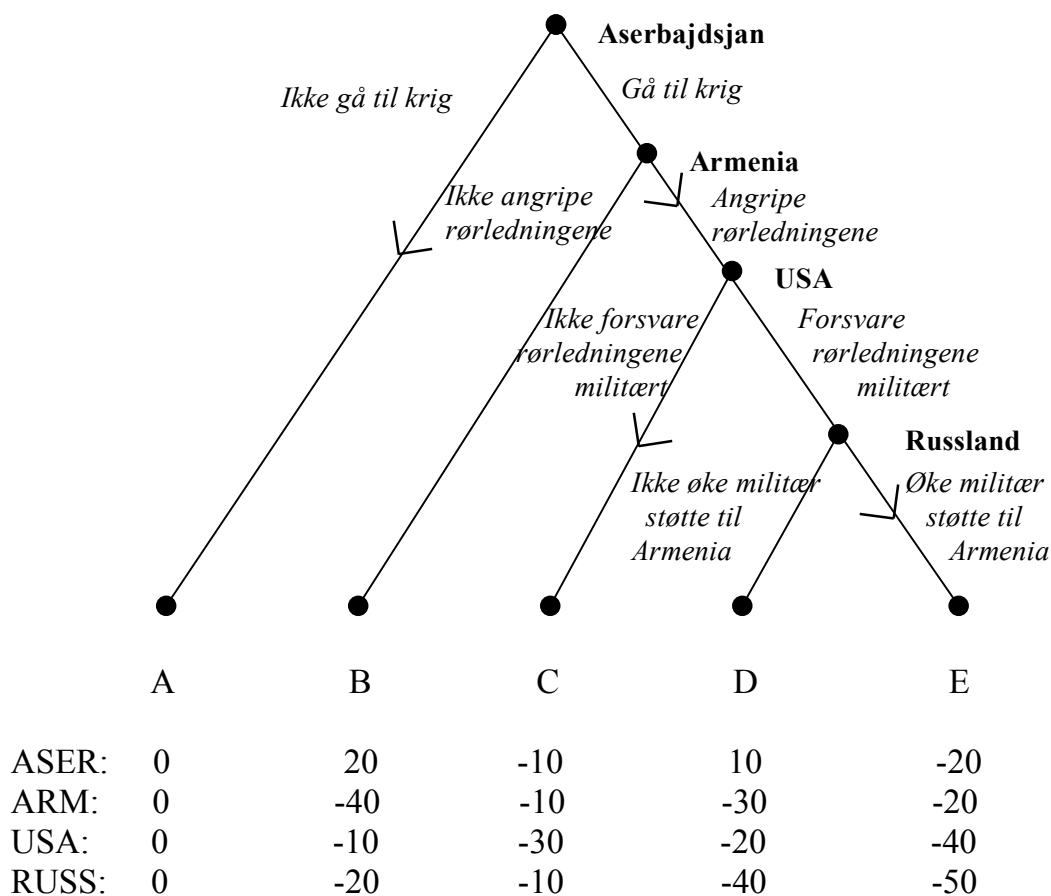 Aserbajdsjan
Ikke gå til krig
Gå til krig
Armenia
Ikke angripe
rørledningene
Angripe
rørledningene
USA
Ikke forsvare
rørledningene
militært
Forsvare
rørledningene
militært
Russland
Ikke øke militær
støtte til
Armenia
Øke militær
støtte til
Armenia
A B C D E
ASER: 0 20 -10 10 -20
ARM: 0 -40 -10 -30 -20
USA: 0 -10 -30 -20 -40
RUSS: 0 -20 -10 -40 -50